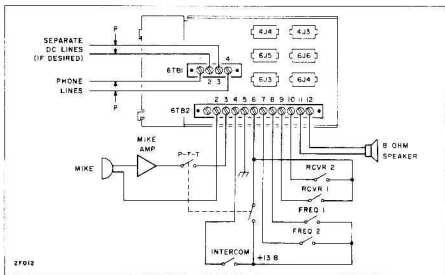 P
SEPARATE
DC LINES
(IF DESIRED)
4J4 4J3
4
6TB1
6J5 6J6
2 3
PHONE
LINES
6J3 6J4
P
2 3 4 5 6 7 8 9 10 11 12
6TB2
MIKE
AMP
8 OHM
SPEAKER
MIKE
P-T-T
RCVR 2
RCVR 1
FREQ 1
FREQ 2
INTERCOM
+13.8
2F012